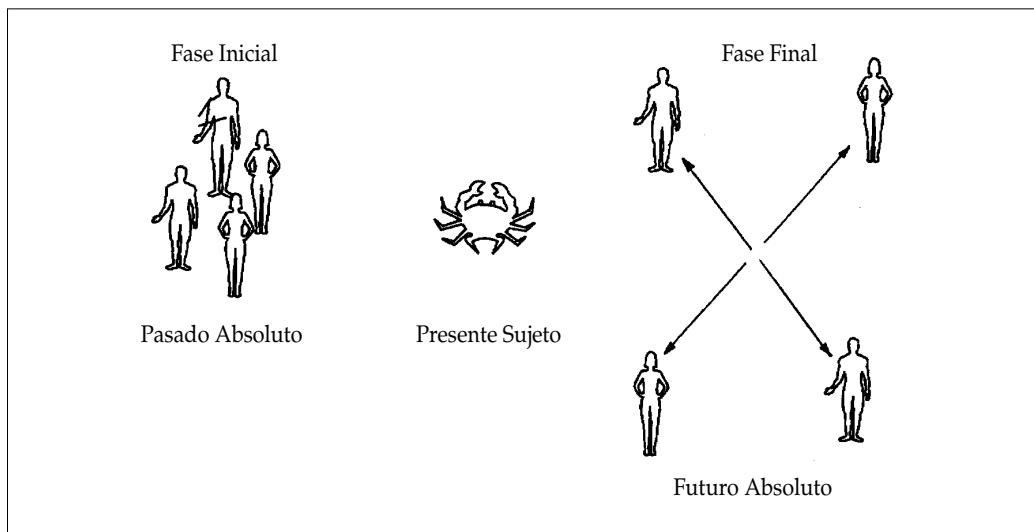 Fase Inicial
Fase Final
Pasado Absoluto
Presente Sujeto
Futuro Absoluto